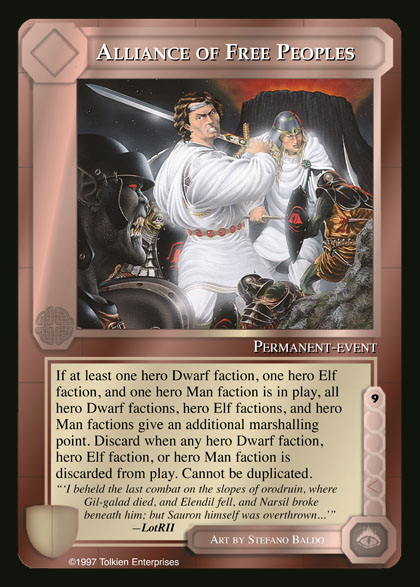 Alliance of Free Peoples
Permanent-event
If at least one hero Dwarf faction, one hero Elf
faction, and one hero Man faction is in play, all
hero Dwarf factions, hero Elf factions, and hero
Man factions give an additional marshalling
point. Discard when any hero Dwarf faction,
hero Elf faction, or hero Man faction is
discarded from play. Cannot be duplicated.
9
“‘I beheld the last combat on the slopes of orodruin, where
Gil-galad died, and Elendil fell, and Narsil broke
beneath him; but Sauron himself was overthrown...’”
—LotRII
Art by Stefano Baldo
©1997 Tolkien Enterprises